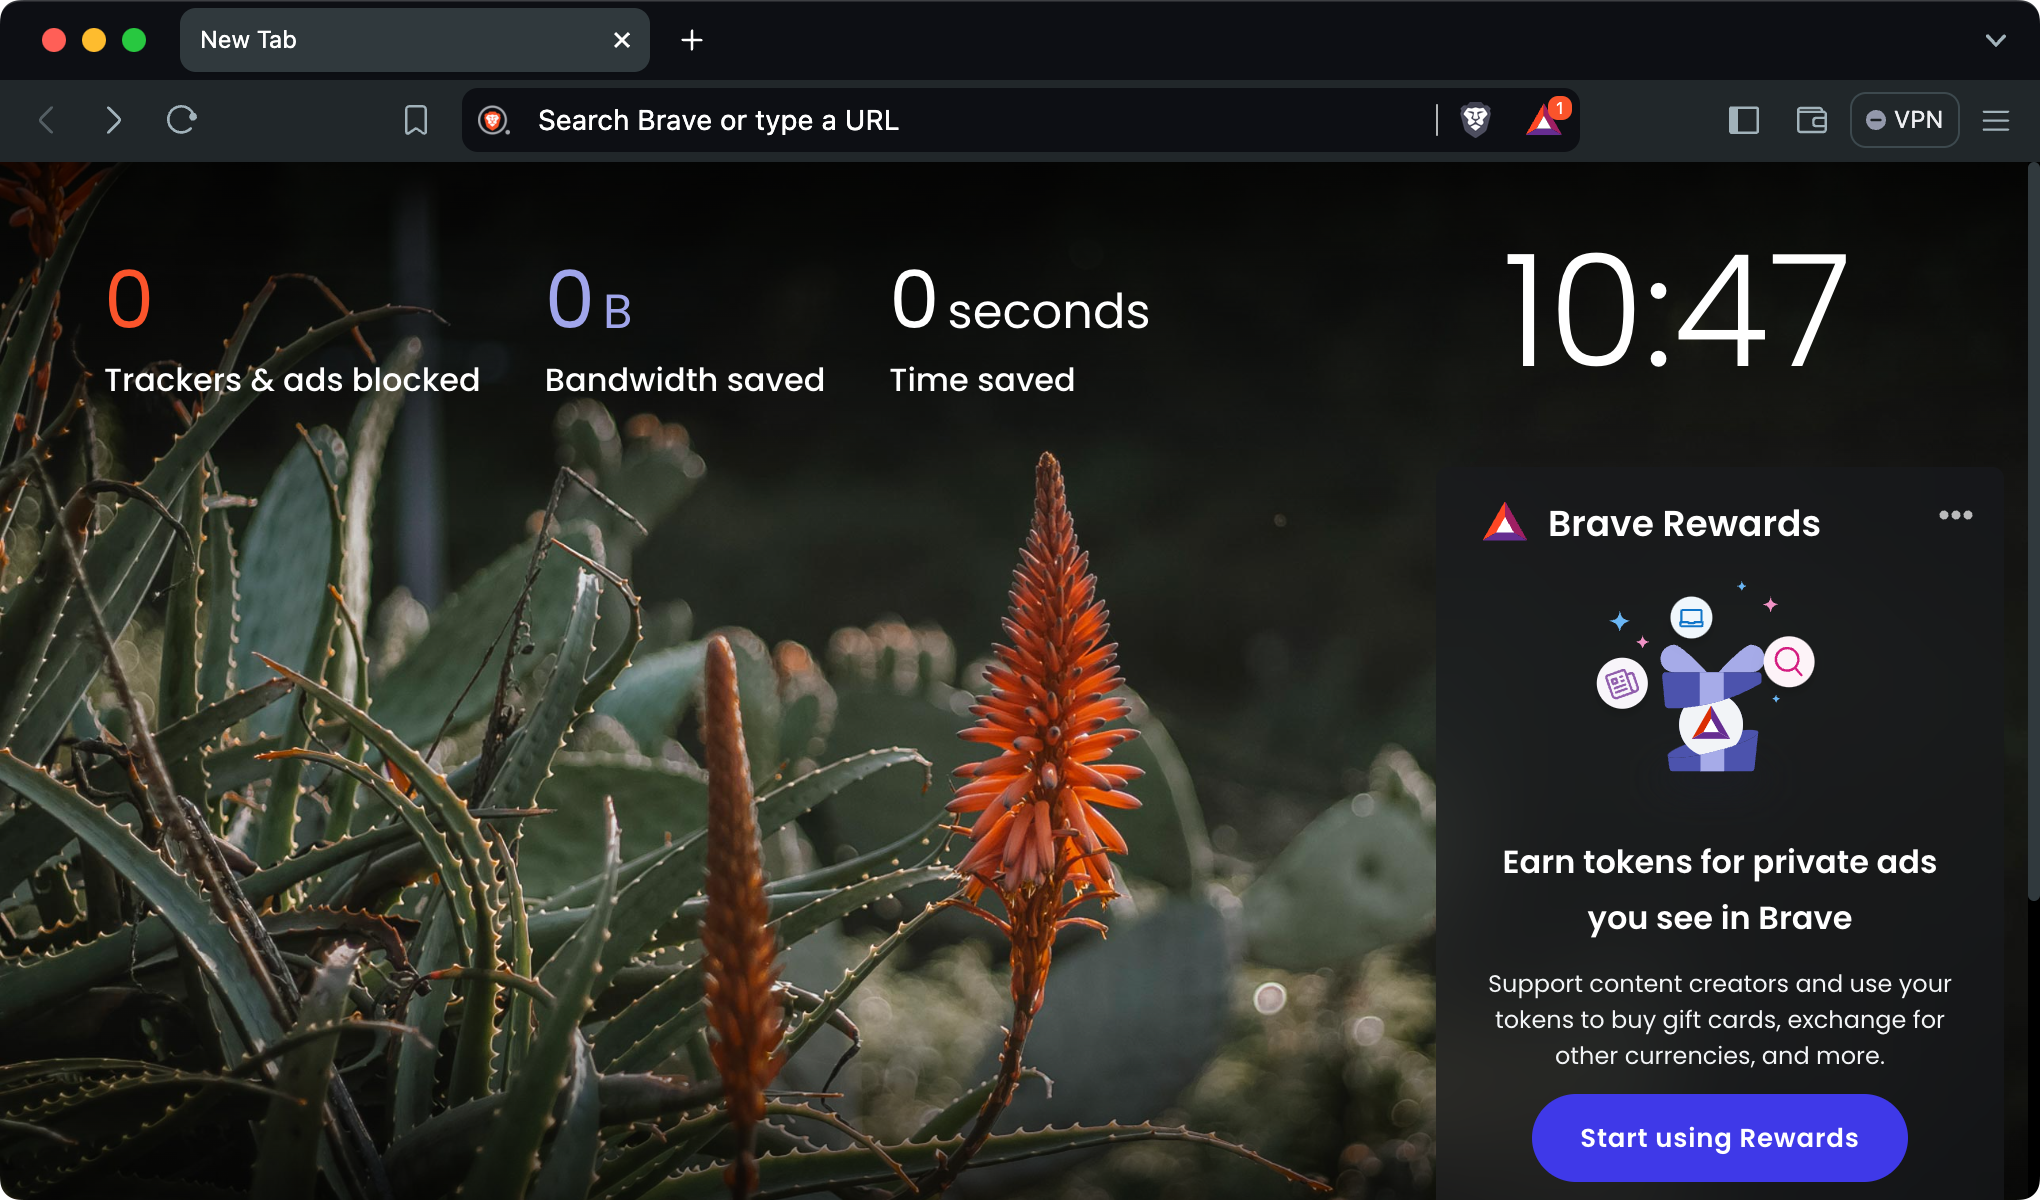 New Tab
Search Brave or type a URL
1
VPN
0
Trackers & ads blocked
0 B
Bandwidth saved
0 seconds
Time saved
10:47
Brave Rewards
Earn tokens for private ads
you see in Brave
Support content creators and use your
tokens to buy gift cards, exchange for
other currencies, and more.
Start using Rewards